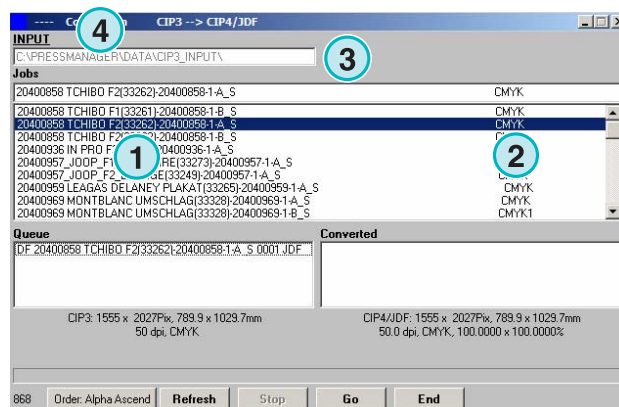 ---- Co CIP3 --> CIP4/JDF
4
INPUT
C:\PRESSMANAGER\DATA\CIP3_INPUT\
3
Jobs
20400858 TCHIBO F2(33262)-20400858-1-A_S CMYK
20400858 TCHIBO F1(33261)-20400858-1-B_S CMYK
20400858 TCHIBO F2(33262)-20400858-1-A_S CMYK
20400858 TCHIBO F2(33262)-20400858-1-B_S
20400936 IN PRO 20400936-1-A_S
20400957_JOOP_F1 RE(33273)-20400957-1-A_S
20400957_JOOP_F2 GE(33249)-20400957-1-A_S
1
2
20400959 LEAGAS DELANEY PLAKAT(33265)-20400959-1-A_S CMYK
20400969 MONTBLANC UMSCHLAG(33328)-20400969-1-A_S CMYK
20400969 MONTBLANC UMSCHLAG(33328)-20400969-1-B_S CMYK1
Queue Converted
DF 20400858 TCHIBO F2(33262)-20400858-1-A_S 0001 JDF
CIP3: 1555 x 2027Pix, 789.9 x 1029.7mm CIP4/JDF: 1555 x 2027Pix, 789.9 x 1029.7mm
50 dpi, CMYK 50.0 dpi, CMYK, 100.0000 x 100.0000%
868 Order: Alpha Ascend Refresh Stop Go End